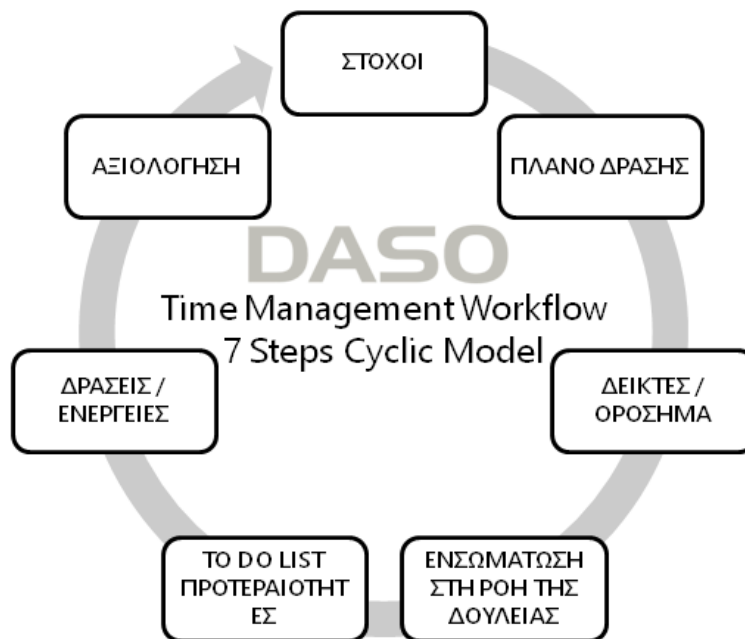 ΣΤΟΧΟΙ
ΠΛΑΝΟ ΔΡΑΣΗΣ
ΔΕΙΚΤΕΣ /
ΟΡΟΣΗΜΑ
ΕΝΣΩΜΑΤΩΣΗ
ΣΤΗ ΡΟΗ ΤΗΣ
ΔΟΥΛΕΙΑΣ
TO DO LIST
ΠΡΟΤΕΡΑΙΟΤΗΤ
ΕΣ
ΔΡΑΣΕΙΣ /
ΕΝΕΡΓΕΙΕΣ
ΑΞΙΟΛΟΓΗΣΗ
DASO
Time Management Workflow
7 Steps Cyclic Model